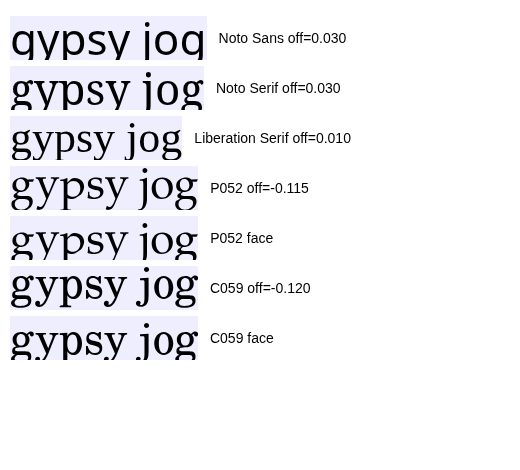 gypsy jog Noto Sans off=0.030
gypsy jog Noto Serif off=0.030
gypsy jog Liberation Serif off=0.010
gypsy jog P052 off=-0.115
gypsy jog P052 face
gypsy jog C059 off=-0.120
gypsy jog C059 face